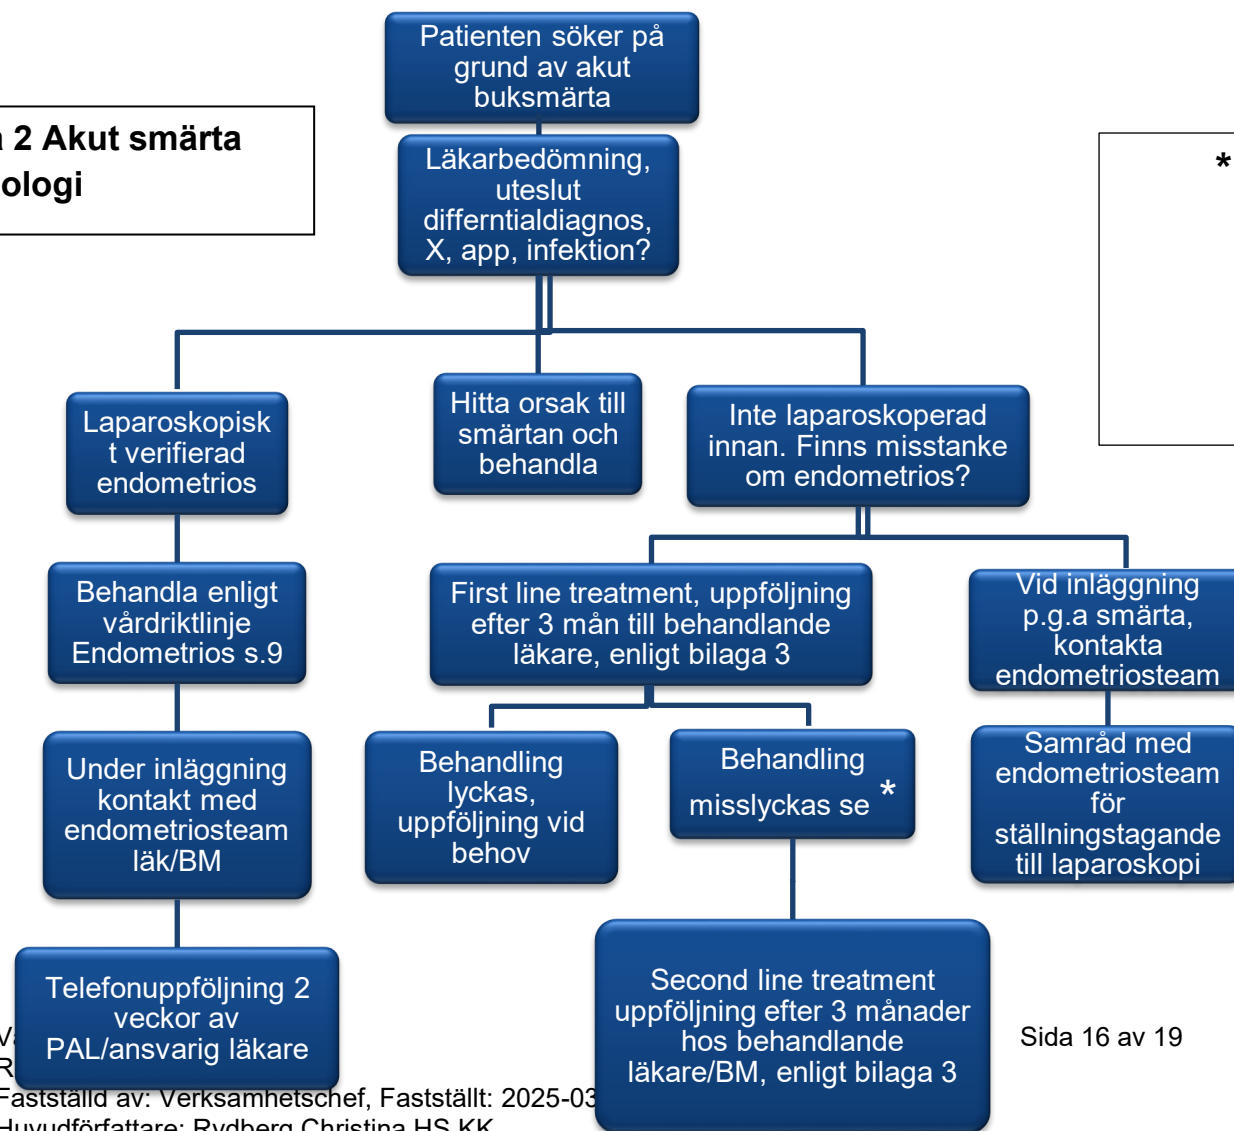 Patienten söker på
grund av akut
buksmärta
2 Akut smärta
ologi
*
Läkarbedömning,
uteslut
differntialdiagnos,
X, app, infektion?
Laparoskopisk
t verifierad
endometrios
Hitta orsak till
smärtan och
behandla
Inte laparoskoperad
innan. Finns misstanke
om endometrios?
Behandla enligt
vårdriktlinje
Endometrios s.9
First line treatment, uppföljning
efter 3 mån till behandlande
läkare, enligt bilaga 3
Vid inläggning
p.g.a smärta,
kontakta
endometriosteam
Under inläggning
kontakt med
endometriosteam
läk/BM
Behandling
lyckas,
uppföljning vid
behov
Behandling
misslyckas se *
Samråd med
endometriosteam
för
ställningstagande
till laparoskopi
Telefonuppföljning 2
veckor av
PAL/ansvarig läkare
Second line treatment
uppföljning efter 3 månader
hos behandlande
läkare/BM, enligt bilaga 3
Sida 16 av 19
Fastställd av: Verksamhetschef, Fastställt: 2025-03
Huvudförfattare: Rydberg Christina HS KK